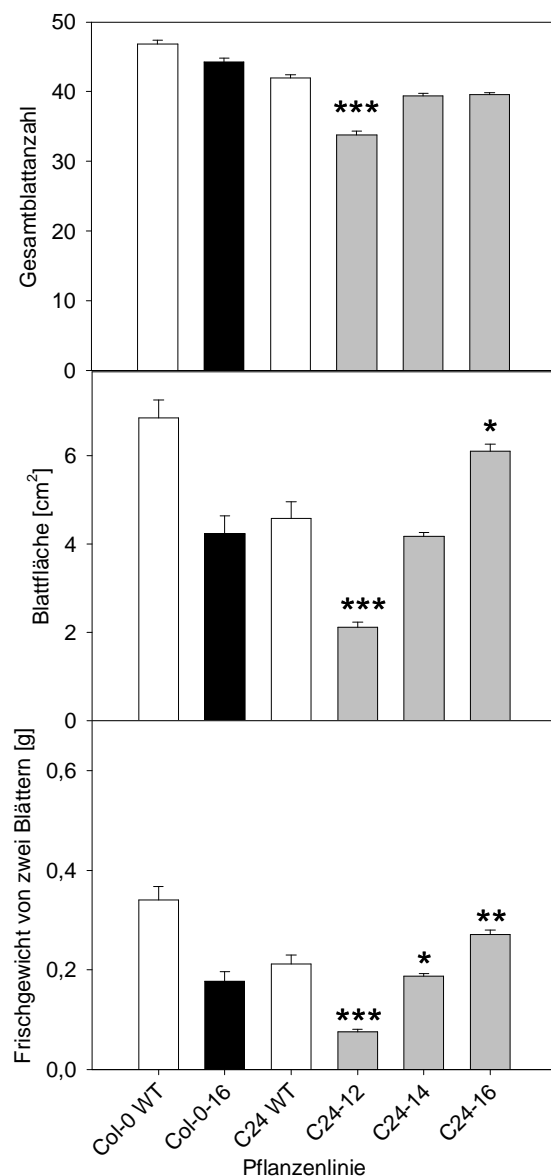 50
40
30
20
10
0
Gesamtblattanzahl
***
6
4
2
0
Blattfläche [cm²]
***
*
0,6
0,4
0,2
0,0
Frischgewicht von zwei Blättern [g]
***
*
**
Col-0 WT
Col-0-16
C24 WT
C24-12
C24-14
C24-16
Pflanzenlinie